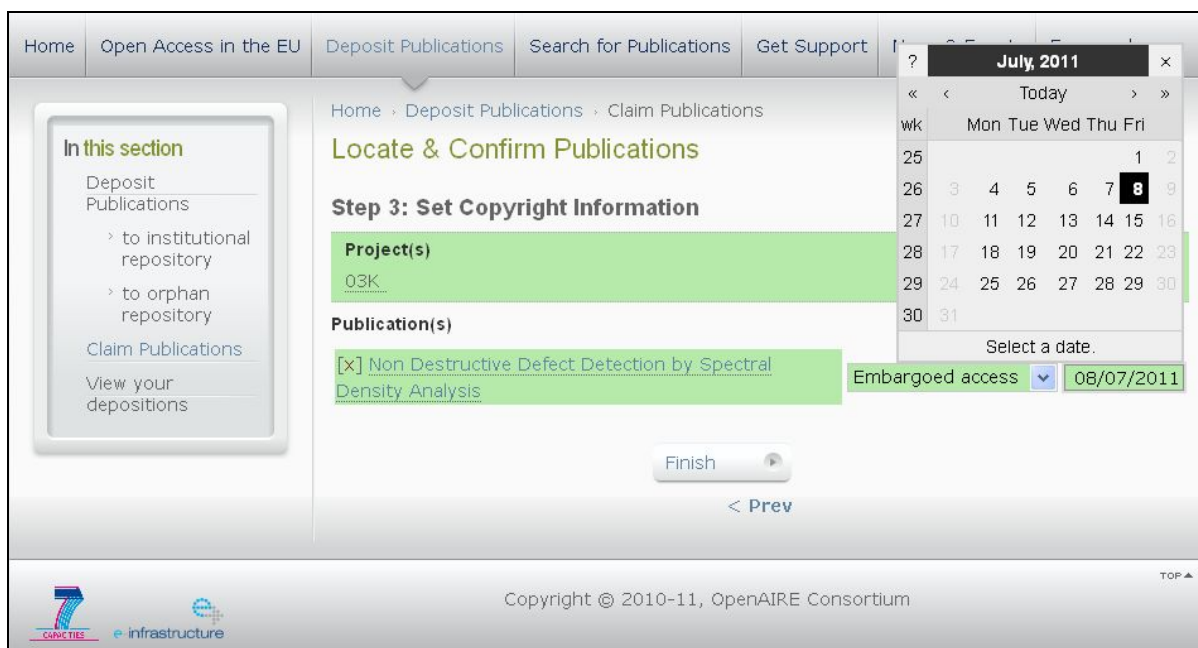 Home
Open Access in the EU
Deposit Publications
Search for Publications
Get Support
Home › Deposit Publications › Claim Publications
Locate & Confirm Publications
Step 3: Set Copyright Information
Project(s)
03K
Publication(s)
[x] Non Destructive Defect Detection by Spectral
Density Analysis
Embargoed access
08/07/2011
In this section
Deposit
Publications
› to institutional
repository
› to orphan
repository
Claim Publications
View your
depositions
? July, 2011 ×
« ‹ Today › »
wk Mon Tue Wed Thu Fri
25 1 2
26 3 4 5 6 7 8 9
27 10 11 12 13 14 15 16
28 17 18 19 20 21 22 23
29 24 25 26 27 28 29 30
30 31
Select a date.
Finish
< Prev
TOP
7
CAPACITIES
e-infrastructure
Copyright © 2010-11, OpenAIRE Consortium